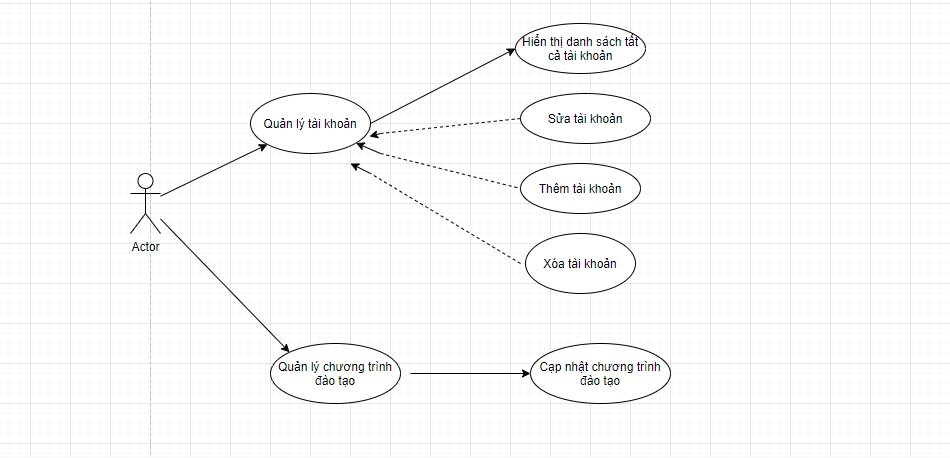 Hiển thị danh sách tất
cả tài khoản
Quản lý tài khoản
Sửa tài khoản
Thêm tài khoản
Actor
Xóa tài khoản
Quản lý chương trình
đào tạo
Cạp nhật chương trình
đào tạo